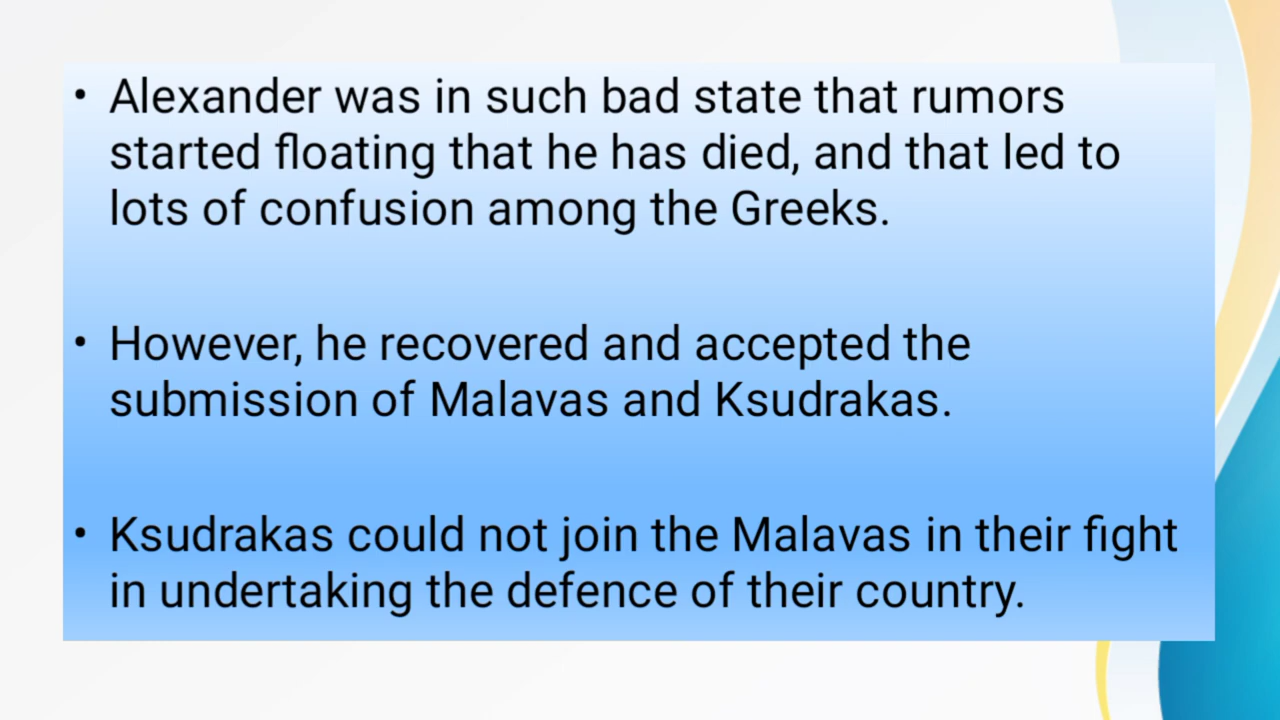 • Alexander was in such bad state that rumors
started floating that he has died, and that led to
lots of confusion among the Greeks.
• However, he recovered and accepted the
submission of Malavas and Ksudrakas.
• Ksudrakas could not join the Malavas in their fight
in undertaking the defence of their country.